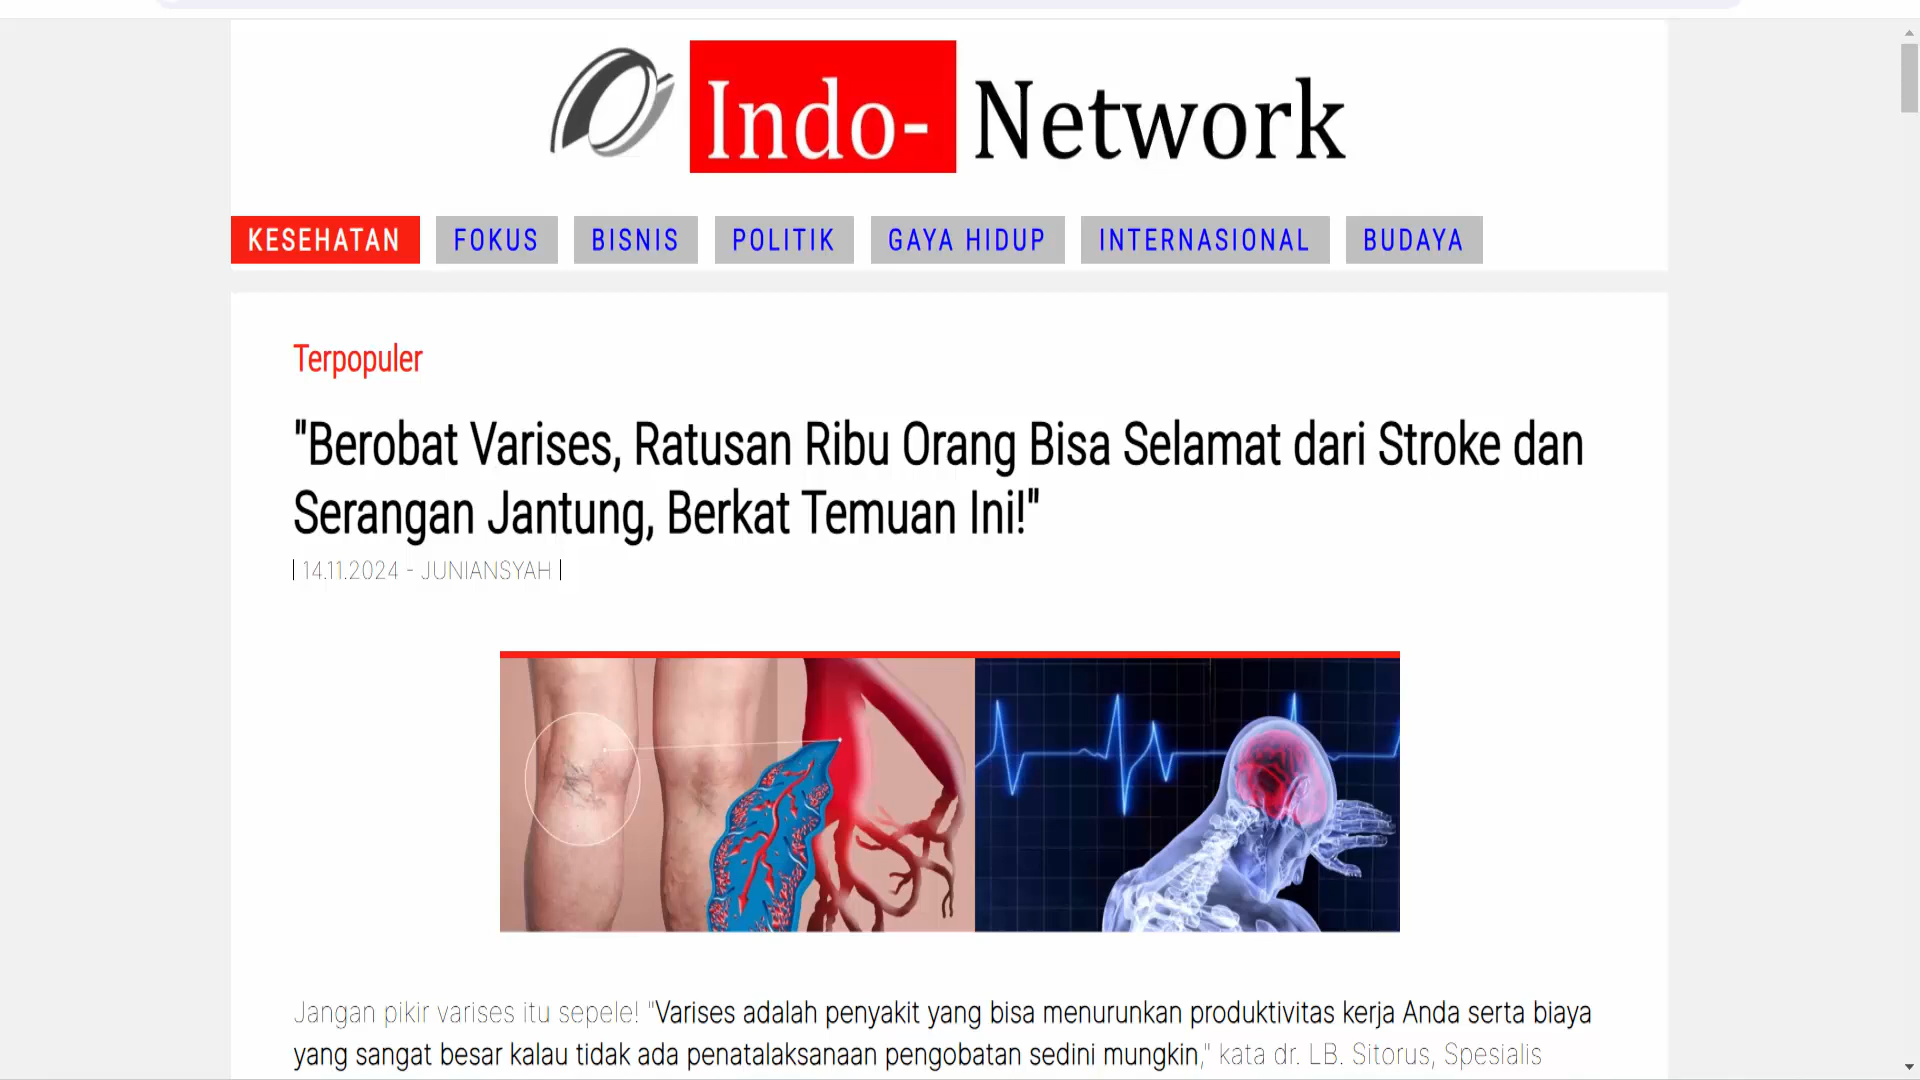 Indo- Network
KESEHATAN FOKUS BISNIS POLITIK GAYA HIDUP INTERNASIONAL BUDAYA
Terpopuler
"Berobat Varises, Ratusan Ribu Orang Bisa Selamat dari Stroke dan
Serangan Jantung, Berkat Temuan Ini!"
| 14.11.2024 - JUNIANSYAH |
Jangan pikir varises itu sepele! "Varises adalah penyakit yang bisa menurunkan produktivitas kerja Anda serta biaya
yang sangat besar kalau tidak ada penatalaksanaan pengobatan sedini mungkin," kata dr. LB. Sitorus, Spesialis